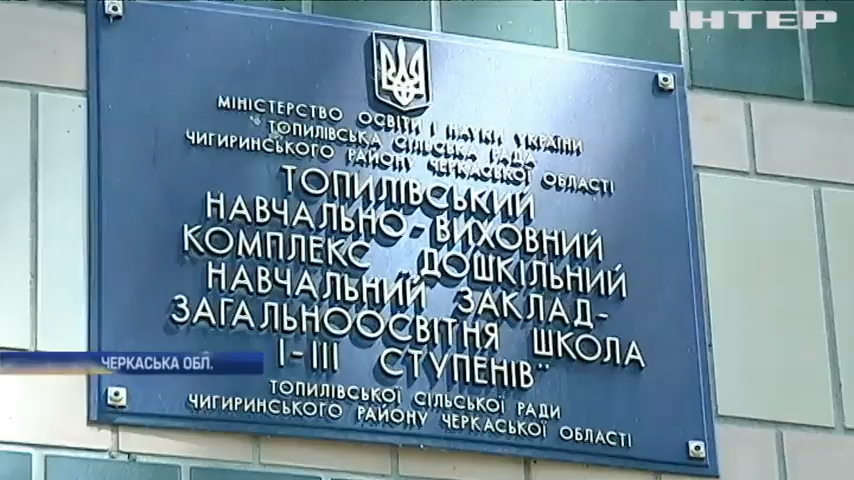 ІНТЕР
МІНІСТЕРСТВО ОСВІТИ І НАУКИ УКРАЇНИ
"ТОПИЛІВСЬКА СІЛЬСЬКА РАДА
ЧИГИРИНСЬКОГО РАЙОНУ ЧЕРКАСЬКОЇ ОБЛАСТІ
ТОПИЛІВСЬКИЙ
НАВЧАЛЬНО-ВИХОВНИЙ
КОМПЛЕКС ДОШКІЛЬНИЙ
НАВЧАЛЬНИЙ ЗАКЛАД-
ЗАГАЛЬНООСВІТНЯ ШКОЛА
І-ІІІ СТУПЕНІВ"
ТОПИЛІВСЬКОЇ СІЛЬСЬКОЇ РАДИ
ЧИГИРИНСЬКОГО РАЙОНУ ЧЕРКАСЬКОЇ ОБЛАСТІ
ЧЕРКАСЬКА ОБЛ.